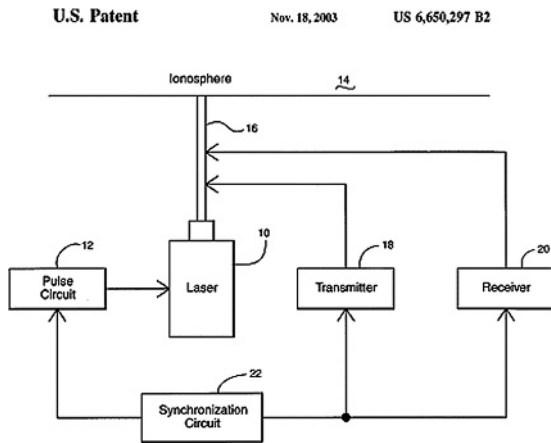 U.S. Patent Nov. 18, 2003 US 6,650,297 B2
Ionosphere
14
16
12
10
18
20
Pulse
Circuit
Laser
Transmitter
Receiver
22
Synchronization
Circuit